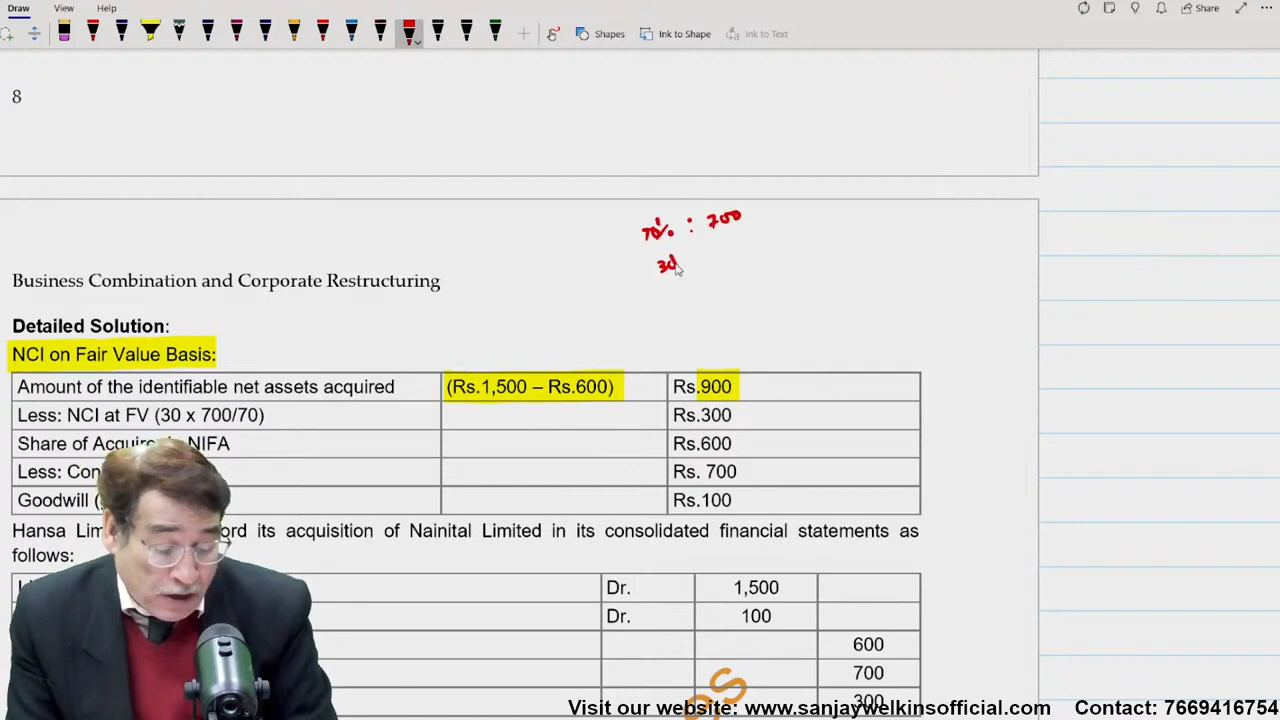 Draw View Help
Share
Shapes Ink to Shape Ink to Text
8
70% : 700
30
Business Combination and Corporate Restructuring
Detailed Solution:
NCI on Fair Value Basis:
Amount of the identifiable net assets acquired (Rs.1,500 – Rs.600) Rs.900
Less: NCI at FV (30 x 700/70) Rs.300
Share of Acquirer in NIFA Rs.600
Less: Con Rs. 700
Goodwill ( Rs.100
Hansa Lim ord its acquisition of Nainital Limited in its consolidated financial statements as
follows:
Dr. 1,500
Dr. 100
600
700
300
Visit our website: www.sanjaywelkinsofficial.com Contact: 7669416754